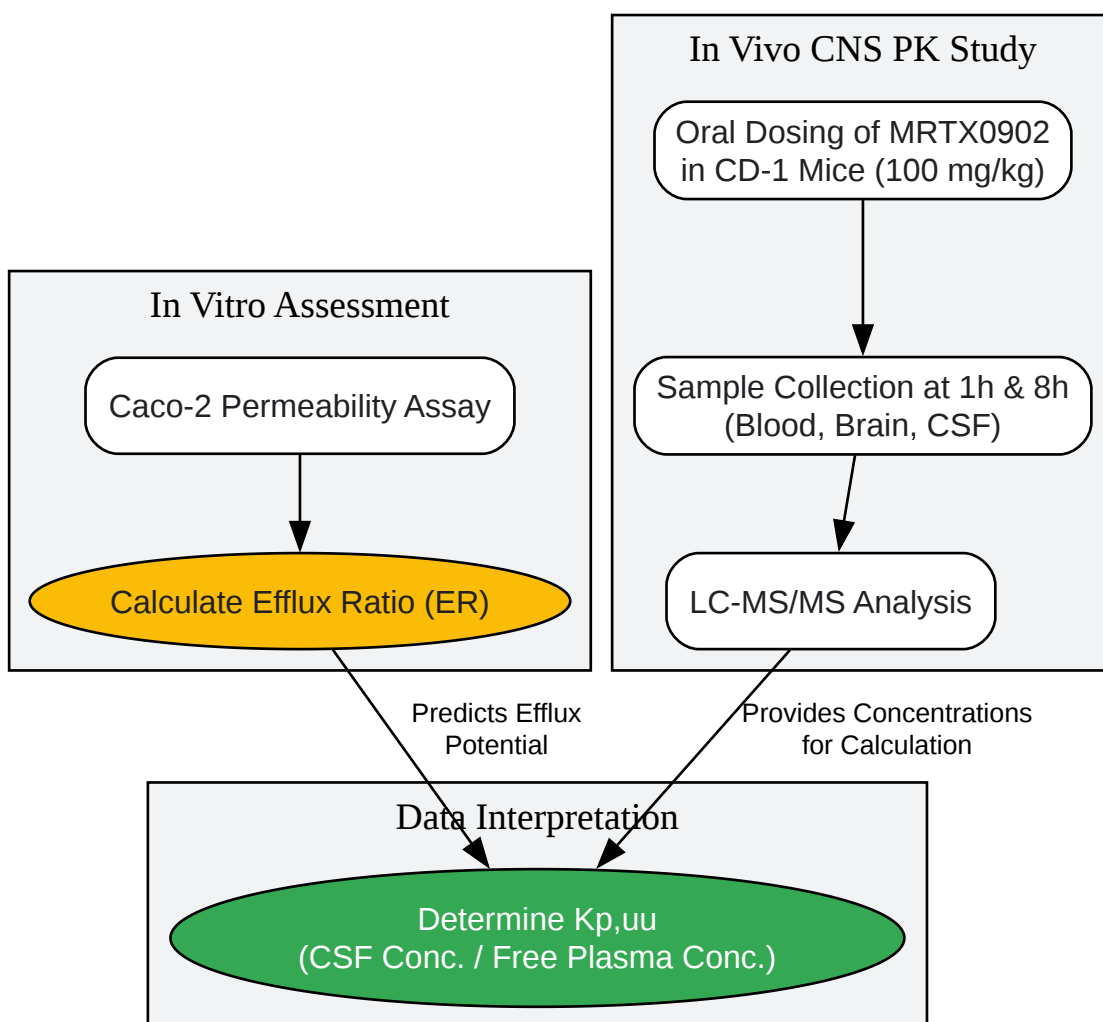 In Vivo CNS PK Study
Oral Dosing of MRTX0902
in CD-1 Mice (100 mg/kg)
In Vitro Assessment
Caco-2 Permeability Assay
Sample Collection at 1h & 8h
(Blood, Brain, CSF)
Calculate Efflux Ratio (ER)
LC-MS/MS Analysis
Predicts Efflux
Potential
Provides Concentrations
for Calculation
Data Interpretation
Determine Kp,uu
(CSF Conc. / Free Plasma Conc.)